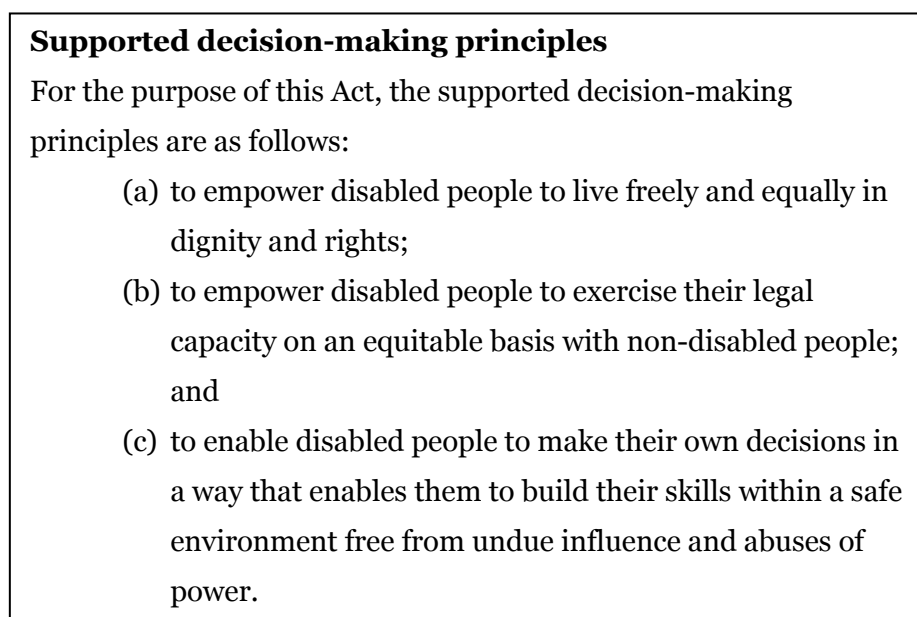 Supported decision-making principles
For the purpose of this Act, the supported decision-making
principles are as follows:
(a) to empower disabled people to live freely and equally in
dignity and rights;
(b) to empower disabled people to exercise their legal
capacity on an equitable basis with non-disabled people;
and
(c) to enable disabled people to make their own decisions in
a way that enables them to build their skills within a safe
environment free from undue influence and abuses of
power.